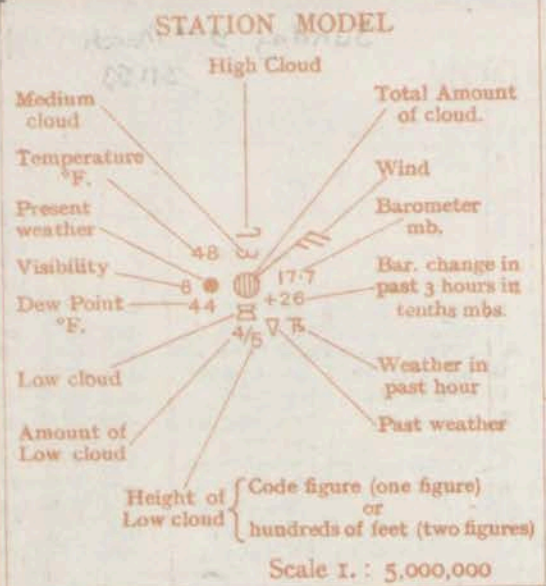 STATION MODEL
High Cloud
Medium
cloud
Total Amount
of cloud.
Temperature
°F.
Wind
Present
weather
Barometer
mb.
48
Visibility
6
17·7
Bar. change in
past 3 hours in
tenths mbs.
Dew Point
°F.
44
+26
4/5
Low cloud
Weather in
past hour
Amount of
Low cloud
Past weather
Height of
Low cloud
Code figure (one figure)
or
hundreds of feet (two figures)
Scale 1. : 5,000,000